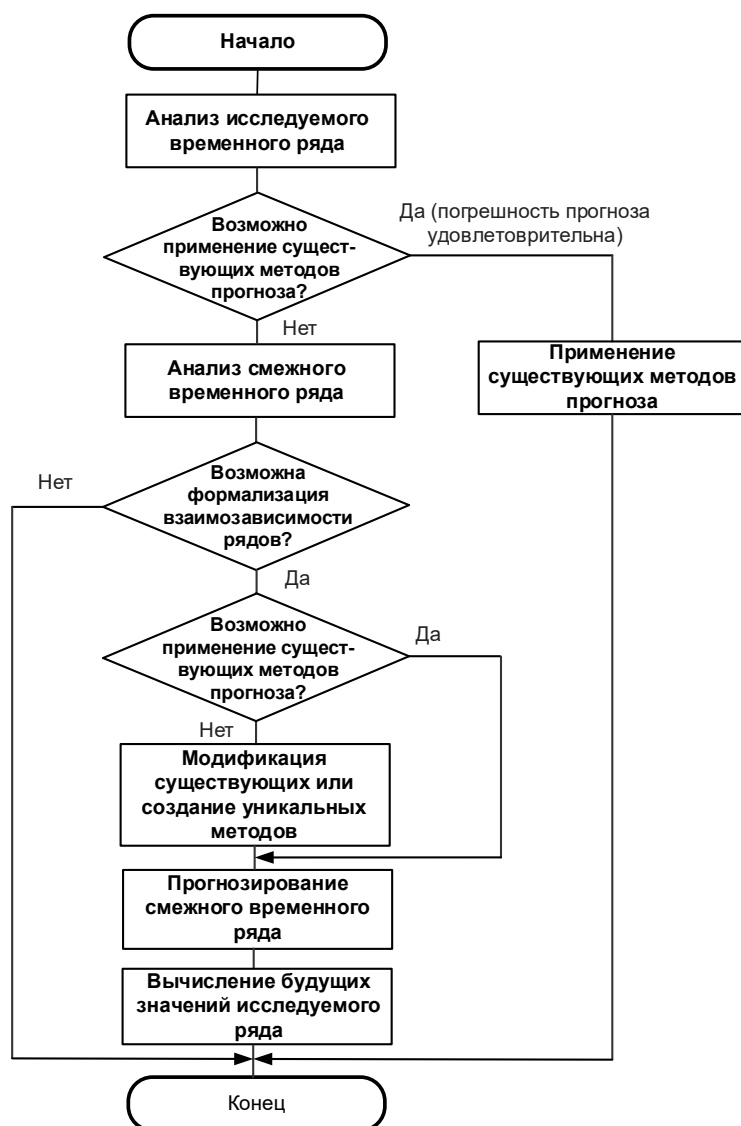 Начало
Анализ исследуемого
временного ряда
Возможно
применение сущест-
вующих методов
прогноза?
Да (погрешность прогноза
удовлетоврительна)
Нет
Анализ смежного
временного ряда
Применение
существующих методов
прогноза
Возможна
формализация
взаимозависимости
рядов?
Нет
Да
Возможно
применение сущест-
вующих методов
прогноза?
Да
Нет
Модификация
существующих или
создание уникальных
методов
Прогнозирование
смежного временного
ряда
Вычисление будущих
значений исследуемого
ряда
Конец